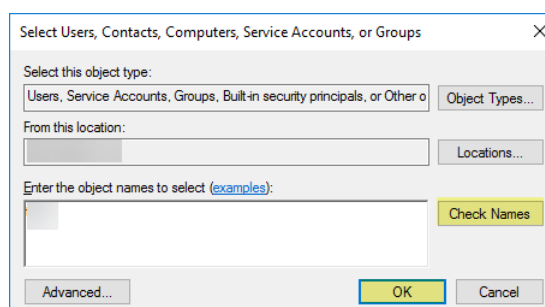 Select Users, Contacts, Computers, Service Accounts, or Groups
Select this object type:
Users, Service Accounts, Groups, Built-in security principals, or Other o
Object Types...
From this location:
Locations...
Enter the object names to select (examples):
Check Names
Advanced...
OK
Cancel